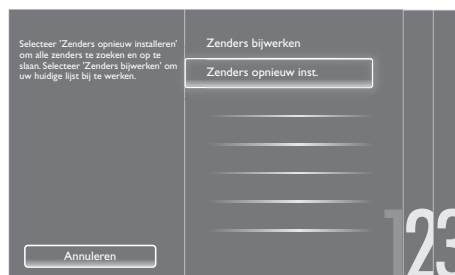 Selecteer 'Zenders opnieuw installeren'
om alle zenders te zoeken en op te
slaan. Selecteer 'Zenders bijwerken' om
uw huidige lijst bij te werken.
Zenders bijwerken
Zenders opnieuw inst.
Annuleren
123